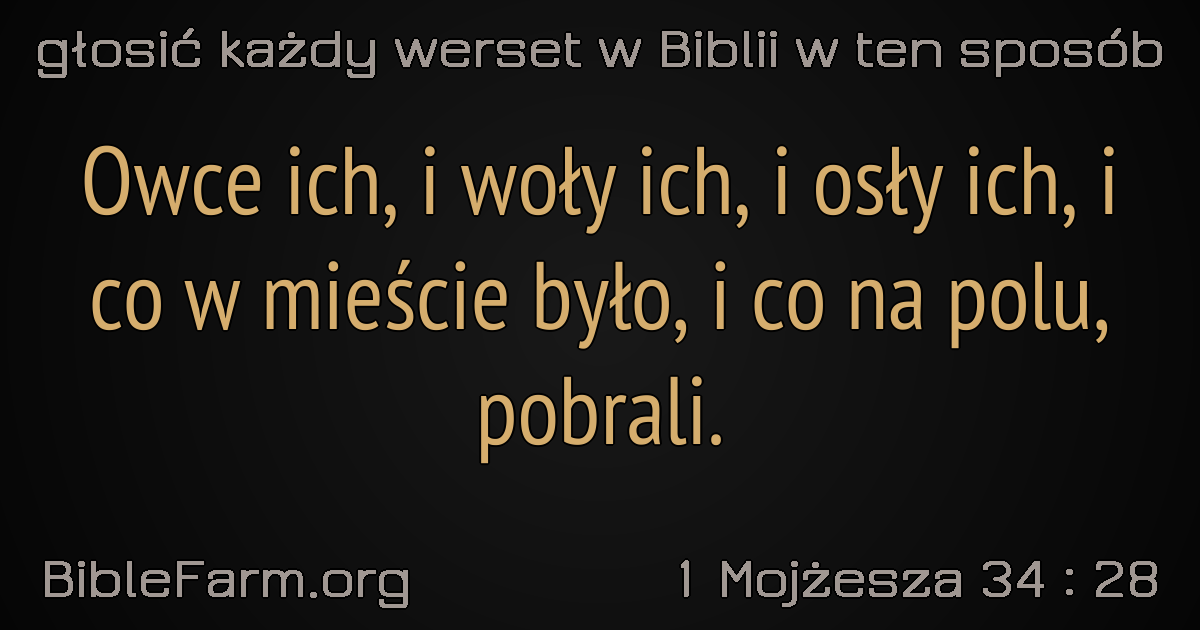 głosić każdy werset w Biblii w ten sposób
Owce ich, i woły ich, i osły ich, i
co w mieście było, i co na polu,
pobrali.
BibleFarm.org
1 Mojżesza 34 : 28